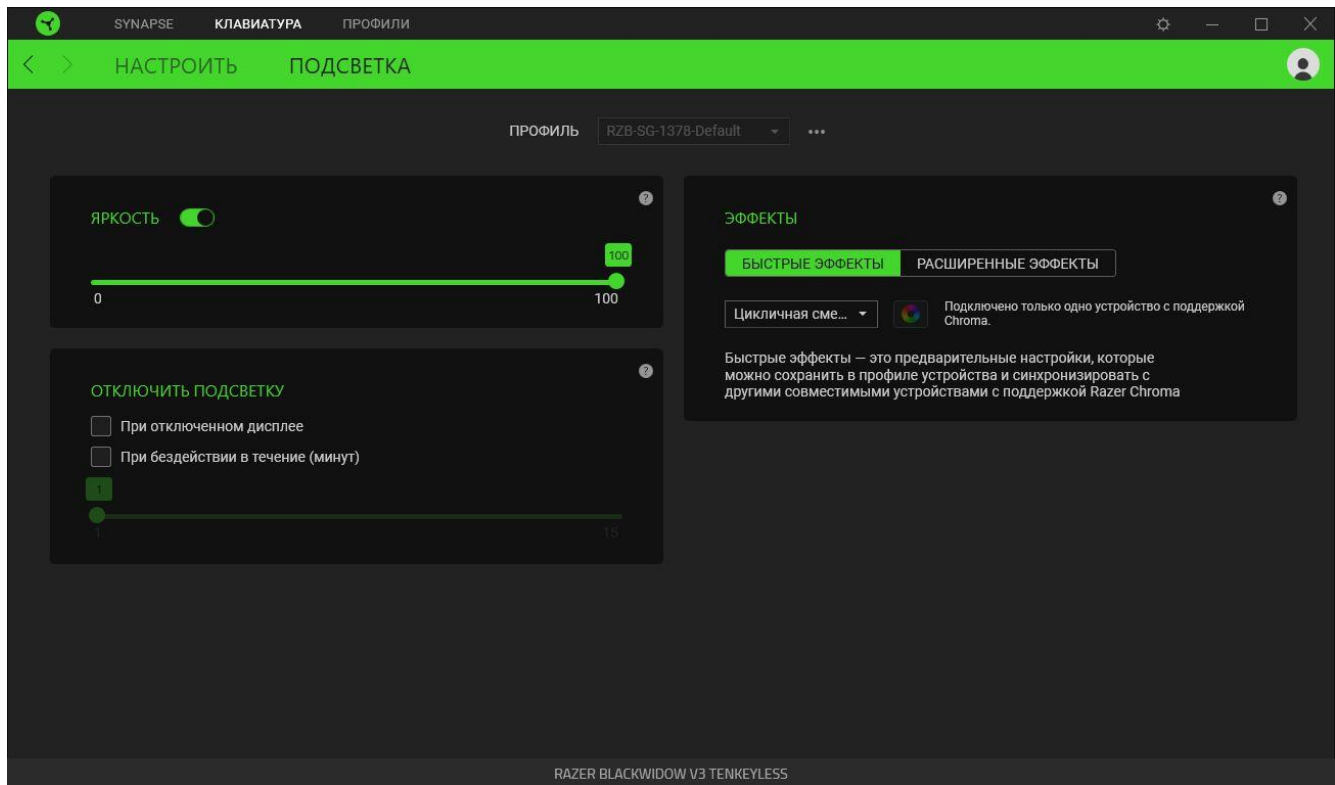 SYNAPSE КЛАВИАТУРА ПРОФИЛИ
НАСТРОИТЬ ПОДСВЕТКА
ПРОФИЛЬ RZB-SG-1378-Default
ЯРКОСТЬ
100
0 100
ОТКЛЮЧИТЬ ПОДСВЕТКУ
При отключенном дисплее
При бездействии в течение (минут)
1
1 15
ЭФФЕКТЫ
БЫСТРЫЕ ЭФФЕКТЫ РАСШИРЕННЫЕ ЭФФЕКТЫ
Цикличная сме...
Подключено только одно устройство с поддержкой
Chroma.
Быстрые эффекты — это предварительные настройки, которые
можно сохранить в профиле устройства и синхронизировать с
другими совместимыми устройствами с поддержкой Razer Chroma
RAZER BLACKWIDOW V3 TENKEYLESS